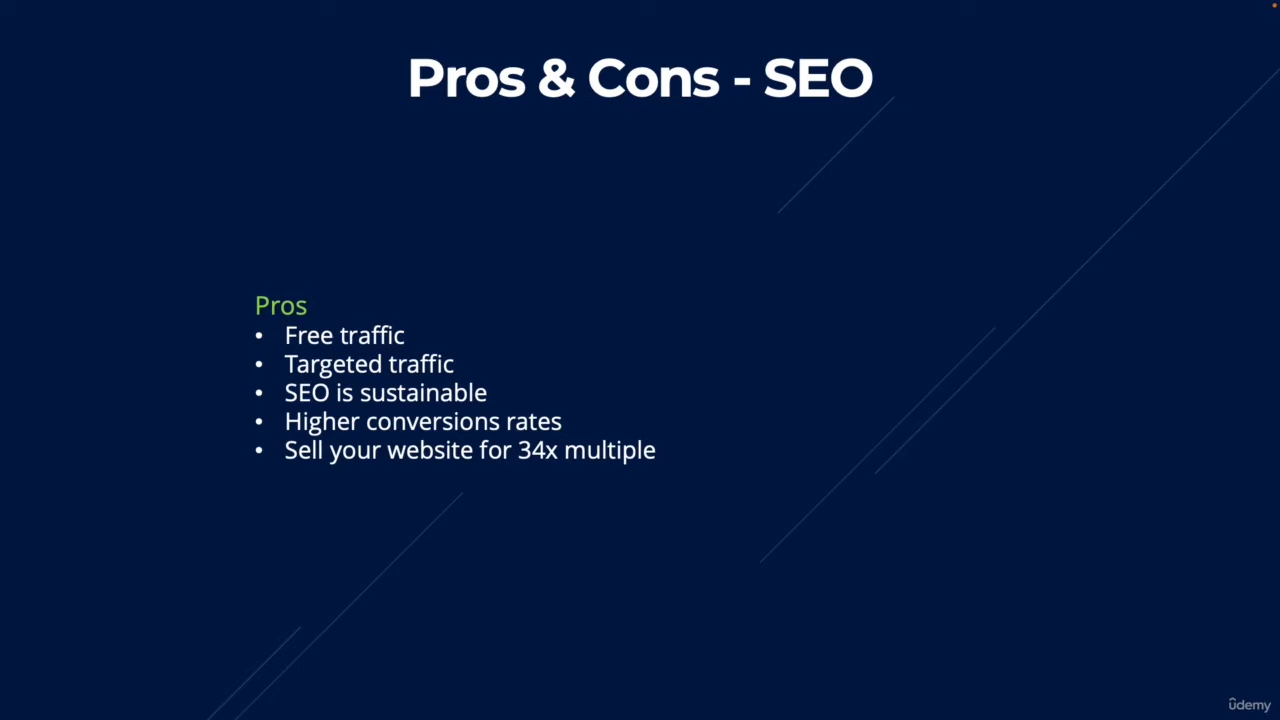 Pros & Cons - SEO
Pros
• Free traffic
• Targeted traffic
• SEO is sustainable
• Higher conversions rates
• Sell your website for 34x multiple
ûdemy